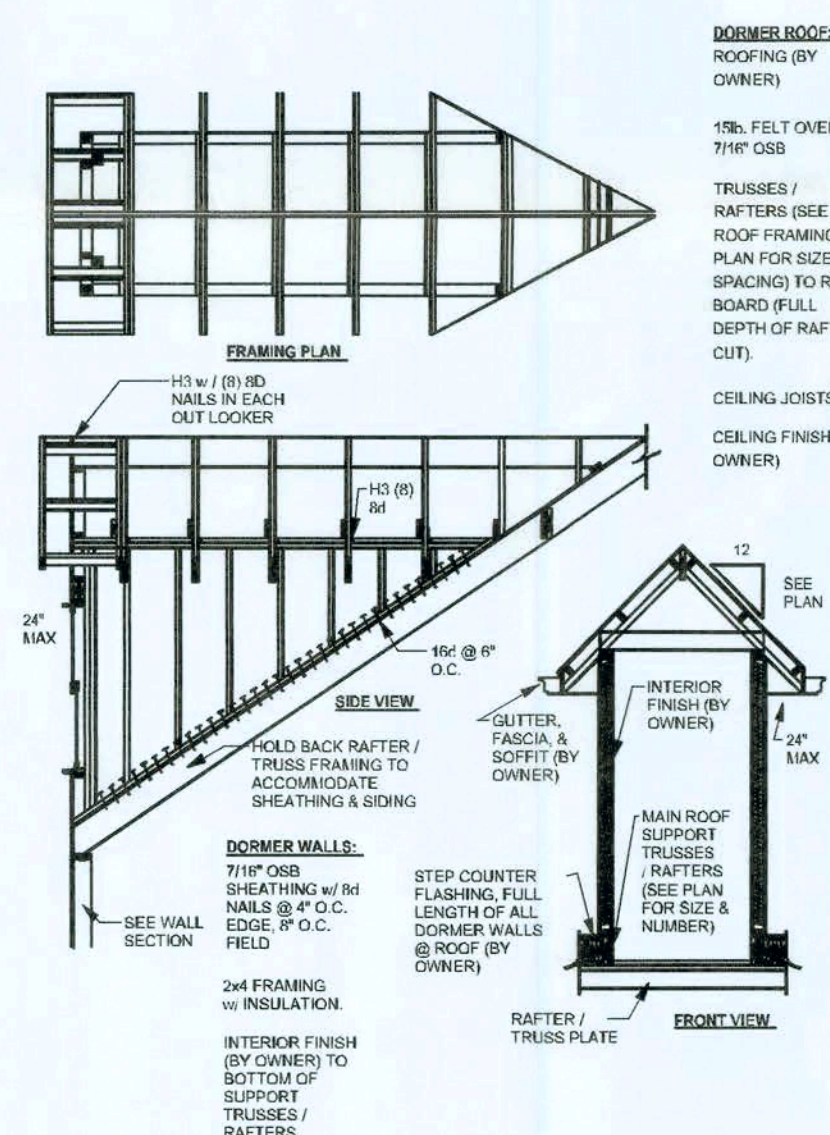 DORMER ROOF:
ROOFING (BY
OWNER)
15lb. FELT OVE
7/16" OSB
TRUSSES /
RAFTERS (SEE
ROOF FRAMING
PLAN FOR SIZE
SPACING) TO R
BOARD (FULL
DEPTH OF RAF
CUT).
CEILING JOISTS
CEILING FINISH
OWNER)
FRAMING PLAN
H3 w / (8) 8D
NAILS IN EACH
OUT LOOKER
H3 (8)
8d
24"
MAX
16d @ 6"
O.C.
SIDE VIEW
HOLD BACK RAFTER /
TRUSS FRAMING TO
ACCOMMODATE
SHEATHING & SIDING
SEE WALL
SECTION
DORMER WALLS:
7/16" OSB
SHEATHING w/ 8d
NAILS @ 4" O.C.
EDGE, 8" O.C.
FIELD
2x4 FRAMING
w/ INSULATION.
INTERIOR FINISH
(BY OWNER) TO
BOTTOM OF
SUPPORT
TRUSSES /
RAFTERS
12
SEE
PLAN
GUTTER,
FASCIA, &
SOFFIT (BY
OWNER)
INTERIOR
FINISH (BY
OWNER)
24"
MAX
MAIN ROOF
SUPPORT
TRUSSES
/ RAFTERS
(SEE PLAN
FOR SIZE &
NUMBER)
STEP COUNTER
FLASHING, FULL
LENGTH OF ALL
DORMER WALLS
@ ROOF (BY
OWNER)
RAFTER /
TRUSS PLATE
FRONT VIEW